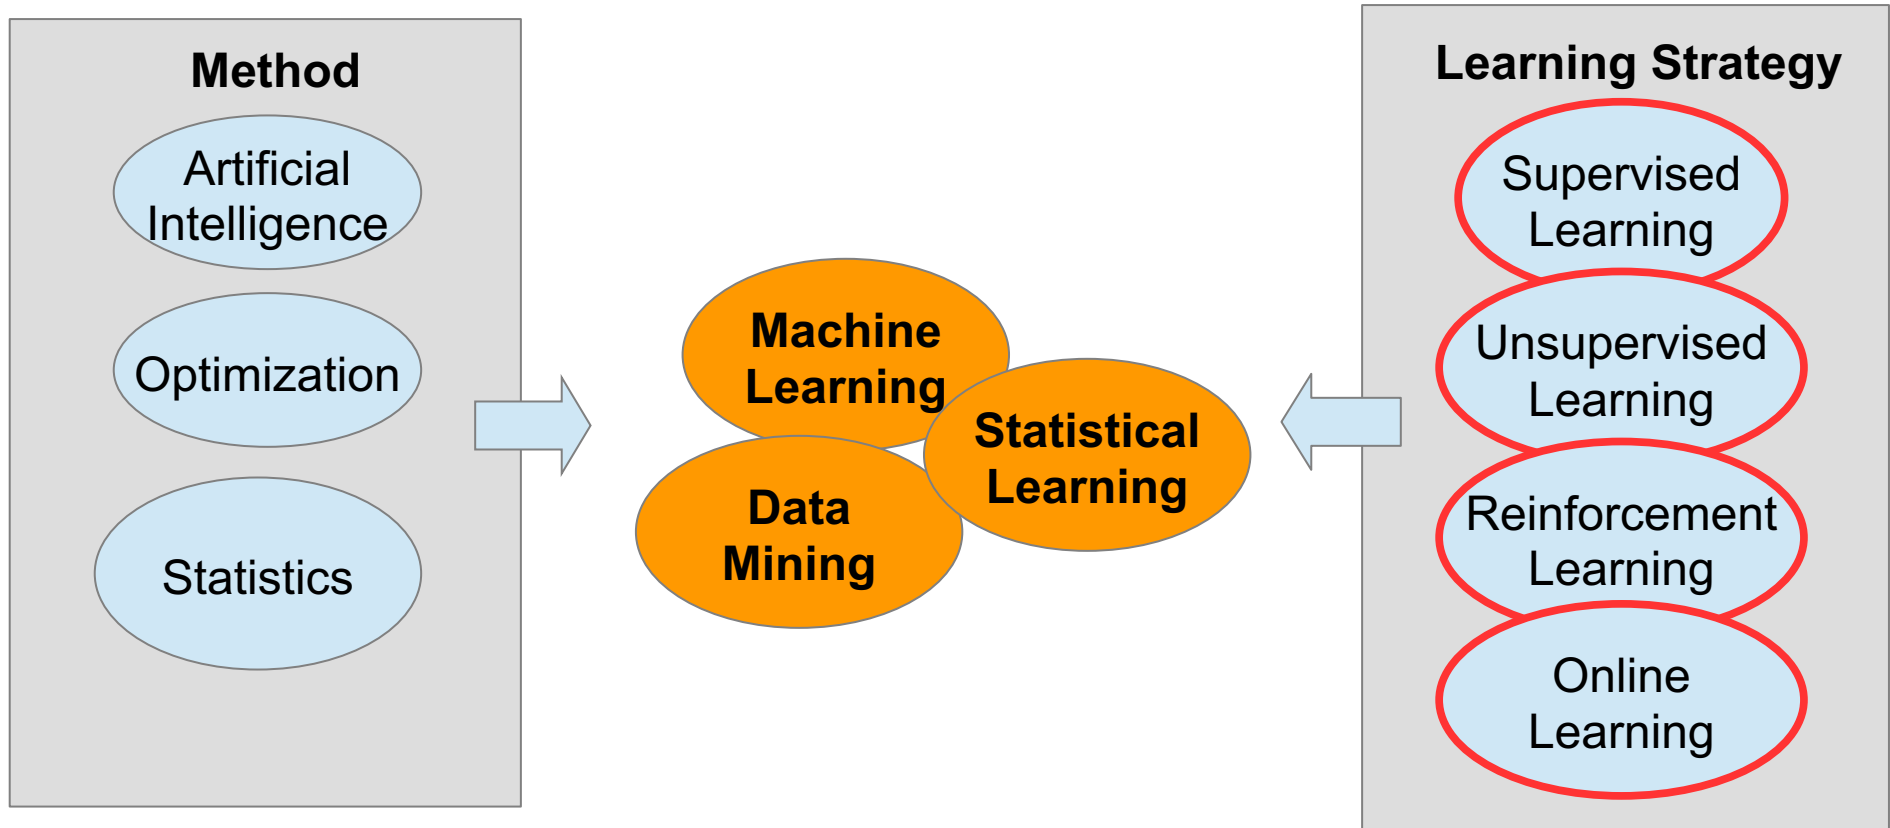 Method
Artificial
Intelligence
Optimization
Statistics
Machine
Learning
Statistical
Learning
Data
Mining
Learning Strategy
Supervised
Learning
Unsupervised
Learning
Reinforcement
Learning
Online
Learning